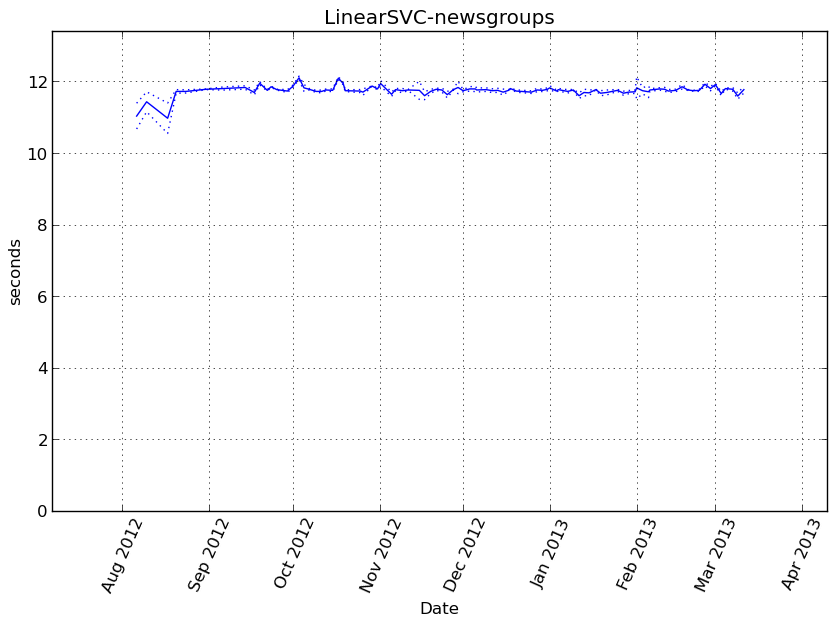 LinearSVC-newsgroups
12
10
8
6
4
2
0
seconds
Aug 2012
Sep 2012
Oct 2012
Nov 2012
Dec 2012
Jan 2013
Feb 2013
Mar 2013
Apr 2013
Date